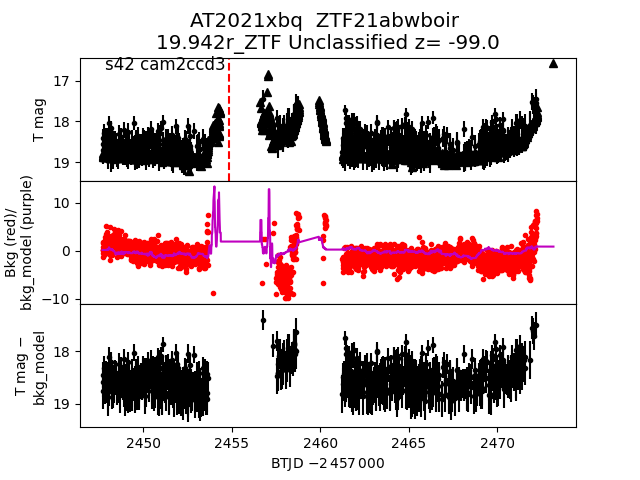 AT2021xbq  ZTF21abwboir
19.942r_ZTF Unclassified z= -99.0
s42 cam2ccd3
17
18
19
T mag
10
0
−10
Bkg (red)/
bkg_model (purple)
18
19
T mag −
bkg_model
2450 2455 2460 2465 2470
BTJD −2 457 000